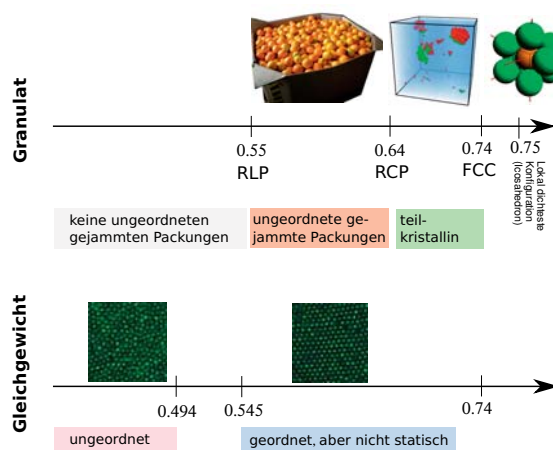 Granulat
0.55
0.64
0.74
0.75
RLP
RCP
FCC
Lokal dichteste
Konfiguration
(Icosahedron)
keine ungeordneten
gejammten Packungen
ungeordnete ge-
jammte Packungen
teil-
kristallin
Gleichgewicht
0.494
0.545
0.74
ungeordnet
geordnet, aber nicht statisch